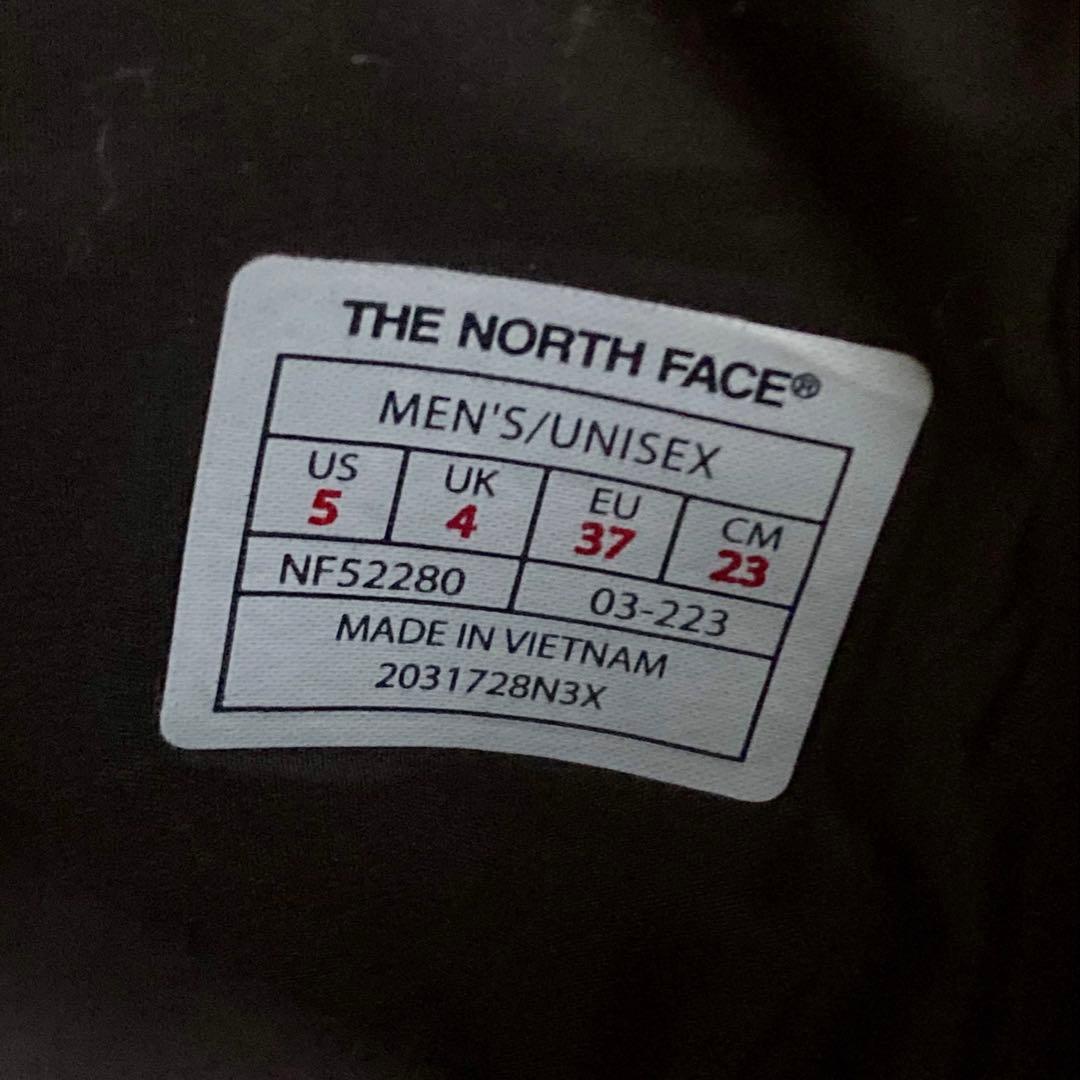 THE NORTH FACE®
MEN'S/UNISEX
US UK EU CM
5 4 37 23
NF52280 03-223
MADE IN VIETNAM
2031728N3X